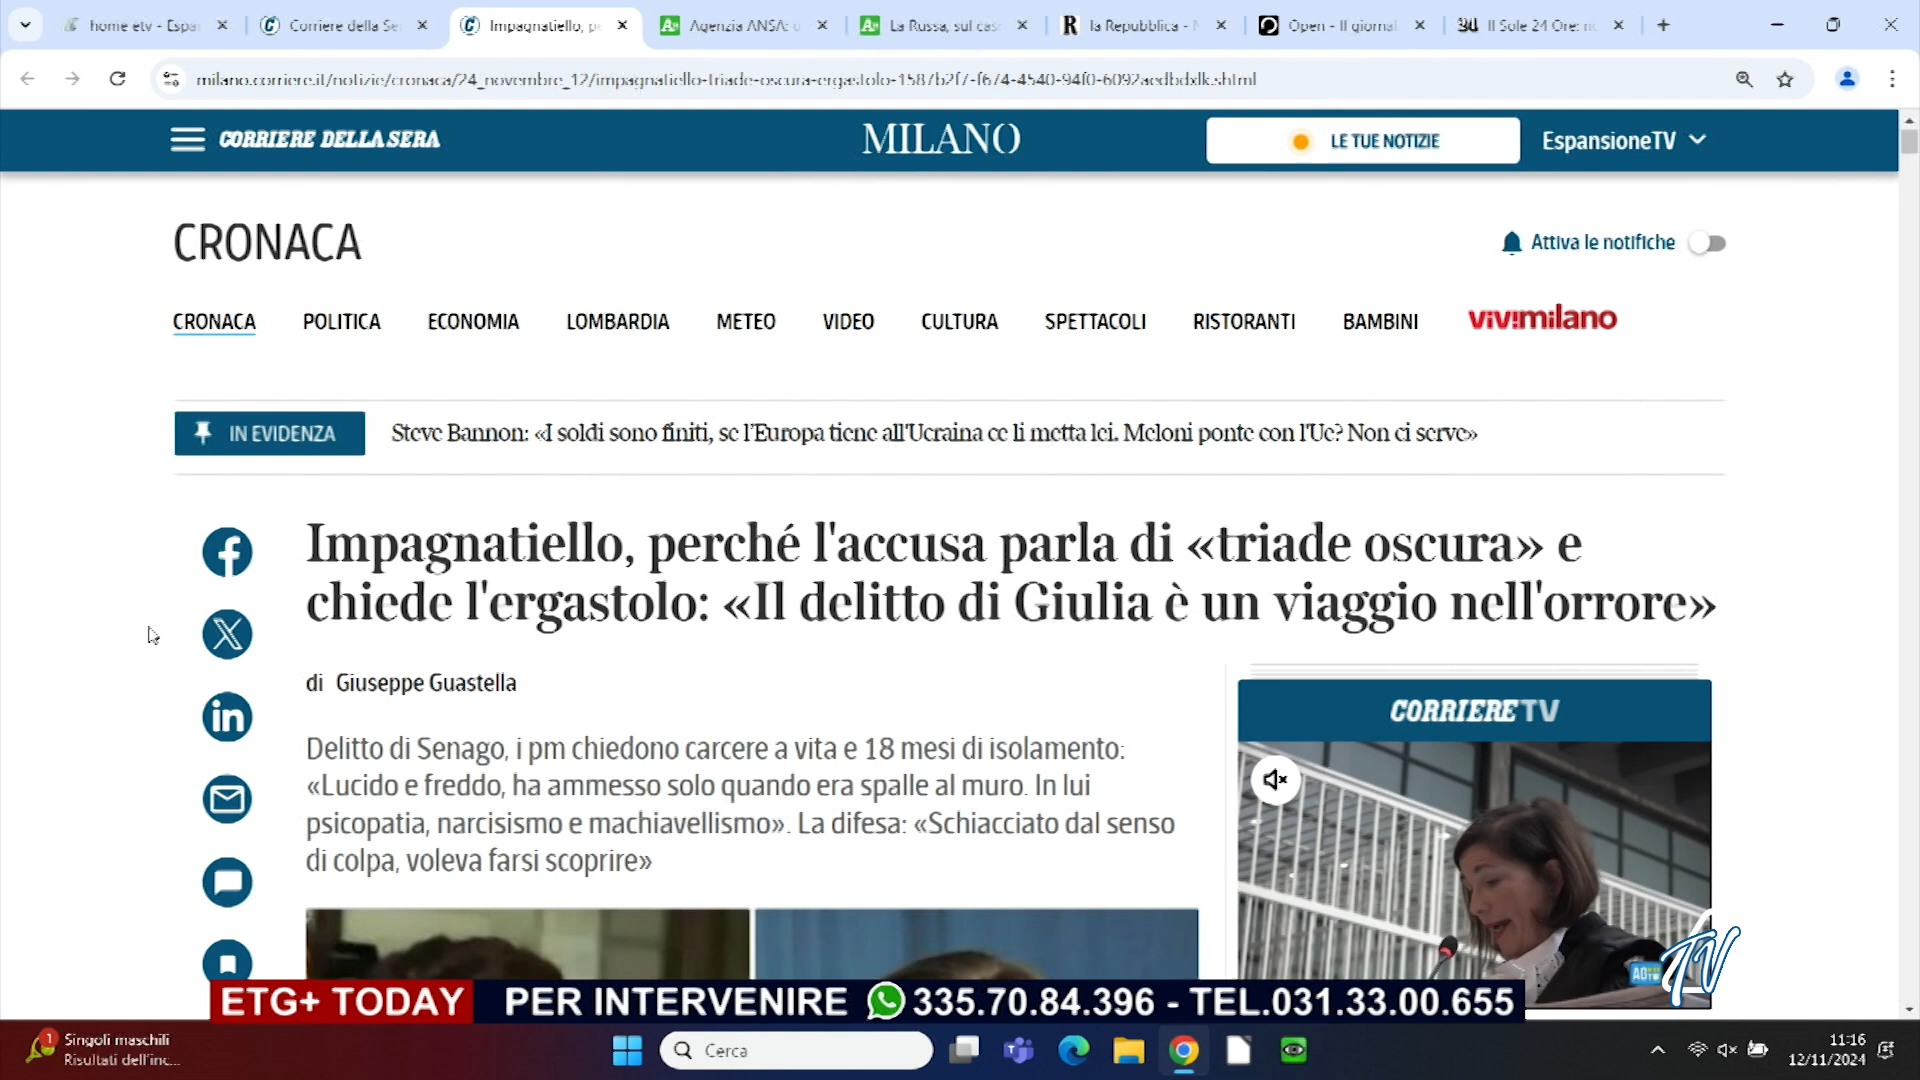 home etv - Espa
Corriere della Se
Impagnatiello, pe
Agenzia ANSA: u
La Russa, sul cas
la Repubblica - N
Open - Il giornal
Il Sole 24 Ore: no
milano.corriere.it/notizie/cronaca/24_novembre_12/impagnatiello-triade-oscura-ergastolo-1587b2f7-f674-4540-94f0-6092aedbdxlk.shtml
CORRIERE DELLA SERA
MILANO
LE TUE NOTIZIE
EspansioneTV
CRONACA
Attiva le notifiche
CRONACA POLITICA ECONOMIA LOMBARDIA METEO VIDEO CULTURA SPETTACOLI RISTORANTI BAMBINI viv!milano
IN EVIDENZA
Steve Bannon: «I soldi sono finiti, se l'Europa tiene all'Ucraina ce li metta lei. Meloni ponte con l'Ue? Non ci serve»
Impagnatiello, perché l'accusa parla di «triade oscura» e
chiede l'ergastolo: «Il delitto di Giulia è un viaggio nell'orrore»
di Giuseppe Guastella
Delitto di Senago, i pm chiedono carcere a vita e 18 mesi di isolamento:
«Lucido e freddo, ha ammesso solo quando era spalle al muro. In lui
psicopatia, narcisismo e machiavellismo». La difesa: «Schiacciato dal senso
di colpa, voleva farsi scoprire»
CORRIERE TV
TV
ETG+ TODAY
PER INTERVENIRE 335.70.84.396 - TEL.031.33.00.655
1
Singoli maschili
Risultati dell'inc...
Cerca
11:16
12/11/2024